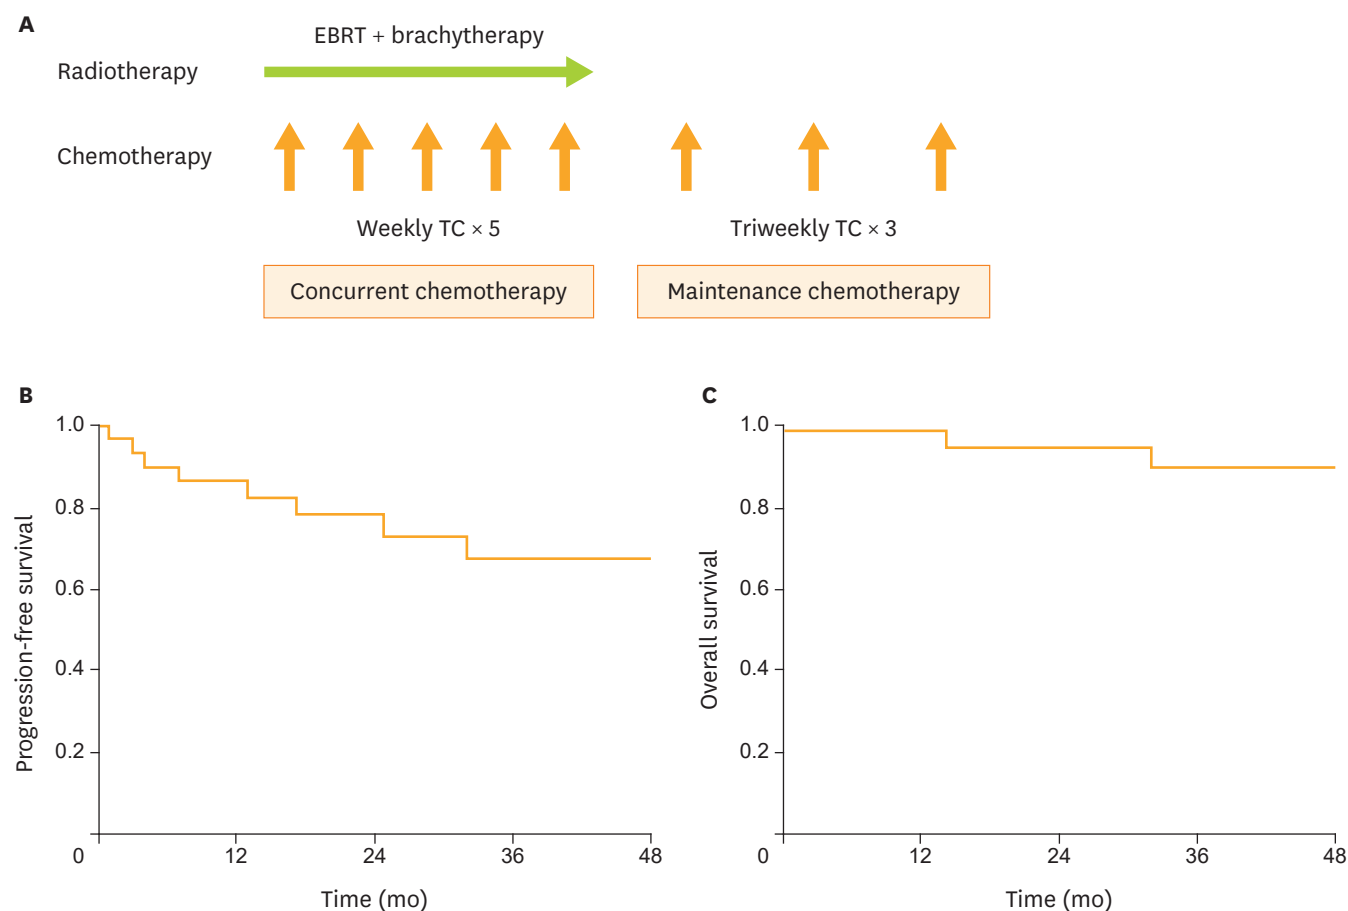 A
EBRT + brachytherapy
Radiotherapy
Chemotherapy
Weekly TC × 5
Triweekly TC × 3
Concurrent chemotherapy
Maintenance chemotherapy
B
Progression-free survival
1.0
0.8
0.6
0.4
0.2
0
12
24
36
48
Time (mo)
C
Overall survival
1.0
0.8
0.6
0.4
0.2
0
12
24
36
48
Time (mo)